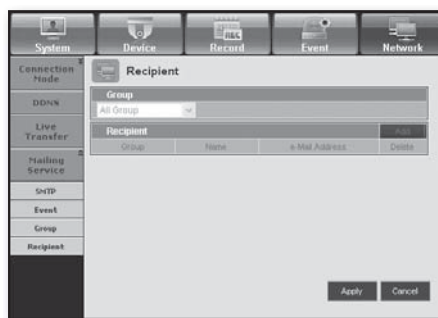 System Device Record Event Network
Connection Mode
DDNS
Live Transfer
Mailing Service
SMTP
Event
Group
Recipient
Recipient
Group
All Group
Recipient Add
Group Name e-Mail Address Delete
Apply Cancel